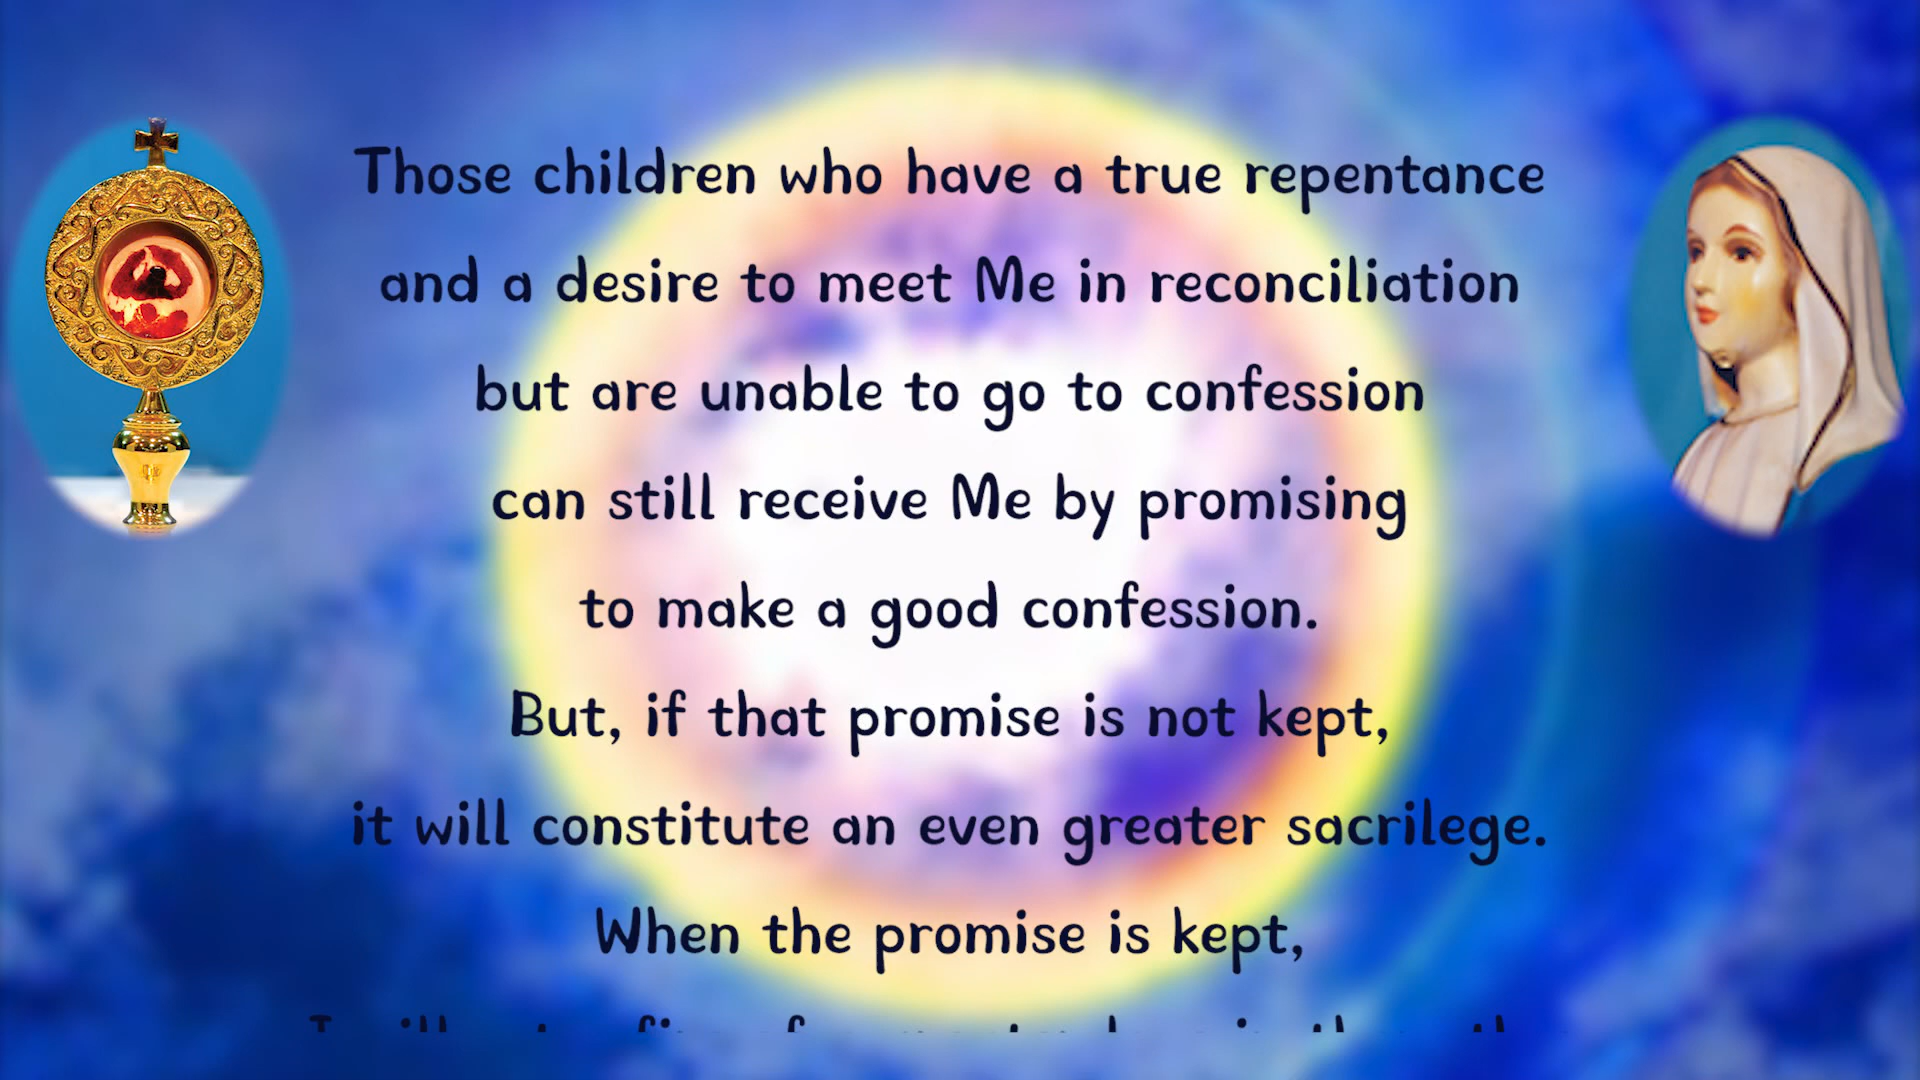 Those children who have a true repentance
and a desire to meet Me in reconciliation
but are unable to go to confession
can still receive Me by promising
to make a good confession.
But, if that promise is not kept,
it will constitute an even greater sacrilege.
When the promise is kept,